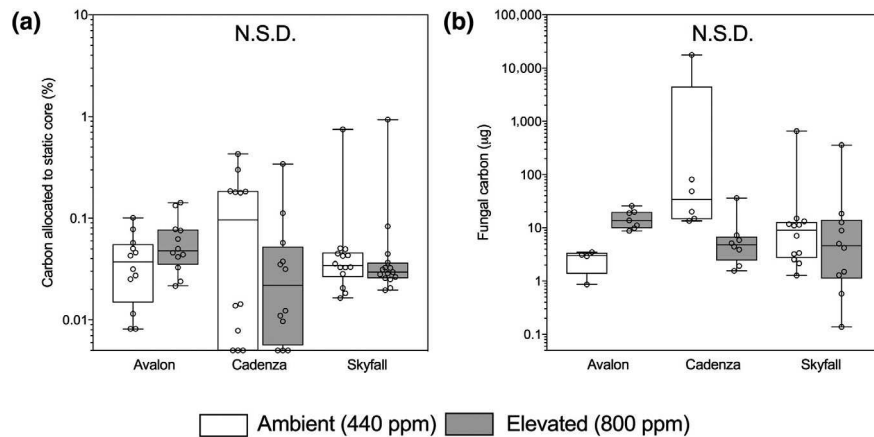 (a)
N.S.D.
Carbon allocated to static core (%)
10
1
0.1
0.01
Avalon
Cadenza
Skyfall
(b)
N.S.D.
Fungal carbon (µg)
100,000
10,000
1,000
100
10
1
0.1
Avalon
Cadenza
Skyfall
Ambient (440 ppm)
Elevated (800 ppm)